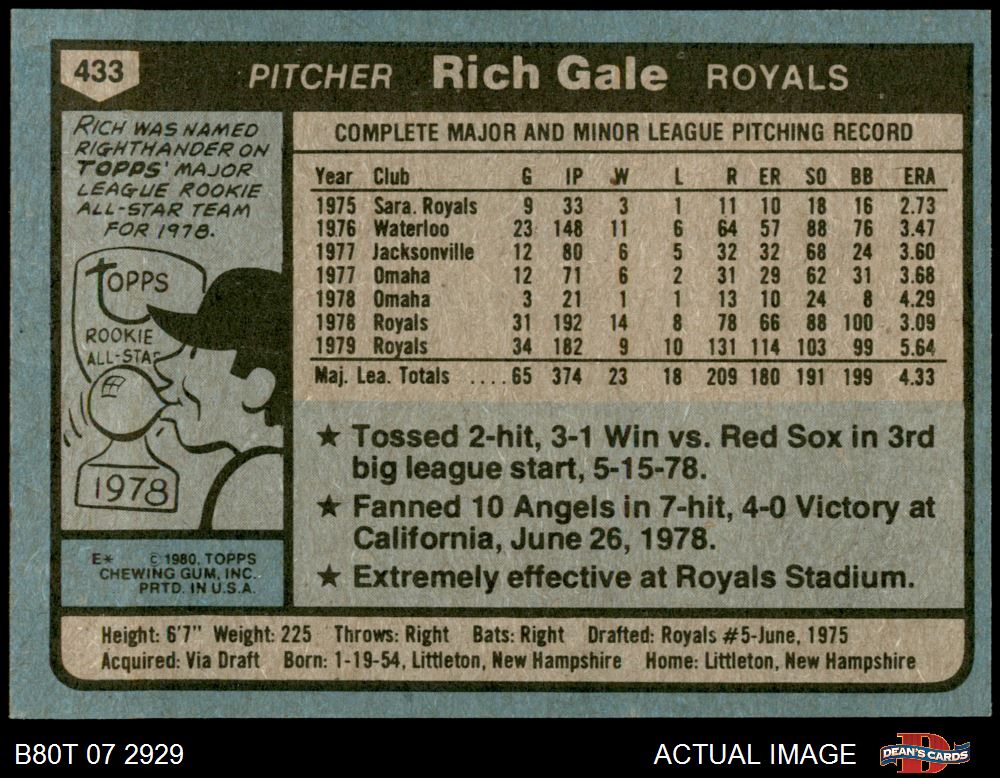 433
PITCHER Rich Gale ROYALS
RICH WAS NAMED
RIGHTHANDER ON
TOPPS' MAJOR
LEAGUE ROOKIE
ALL-STAR TEAM
FOR 1978.
TOPPS
ROOKIE
ALL-STAR
1978
E* © 1980, TOPPS
CHEWING GUM, INC.
PRTD. IN U.S.A.
COMPLETE MAJOR AND MINOR LEAGUE PITCHING RECORD
Year Club G IP W L R ER SO BB ERA
1975 Sara. Royals 9 33 3 1 11 10 18 16 2.73
1976 Waterloo 23 148 11 6 64 57 88 76 3.47
1977 Jacksonville 12 80 6 5 32 32 68 24 3.60
1977 Omaha 12 71 6 2 31 29 62 31 3.68
1978 Omaha 3 21 1 1 13 10 24 8 4.29
1978 Royals 31 192 14 8 78 66 88 100 3.09
1979 Royals 34 182 9 10 131 114 103 99 5.64
Maj. Lea. Totals .... 65 374 23 18 209 180 191 199 4.33
★ Tossed 2-hit, 3-1 Win vs. Red Sox in 3rd
big league start, 5-15-78.
★ Fanned 10 Angels in 7-hit, 4-0 Victory at
California, June 26, 1978.
★ Extremely effective at Royals Stadium.
Height: 6'7" Weight: 225 Throws: Right Bats: Right Drafted: Royals #5-June, 1975
Acquired: Via Draft Born: 1-19-54, Littleton, New Hampshire Home: Littleton, New Hampshire
B80T 07 2929
ACTUAL IMAGE
D
DEAN'S CARDS